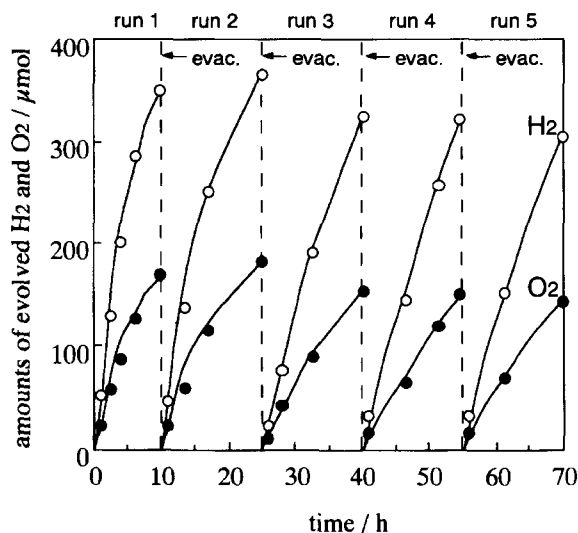 run 1 run 2 run 3 run 4 run 5
400
evac. evac. evac. evac.
H2
300
200
O2
100
0
0 10 20 30 40 50 60 70
time / h
amounts of evolved H2 and O2 / μmol